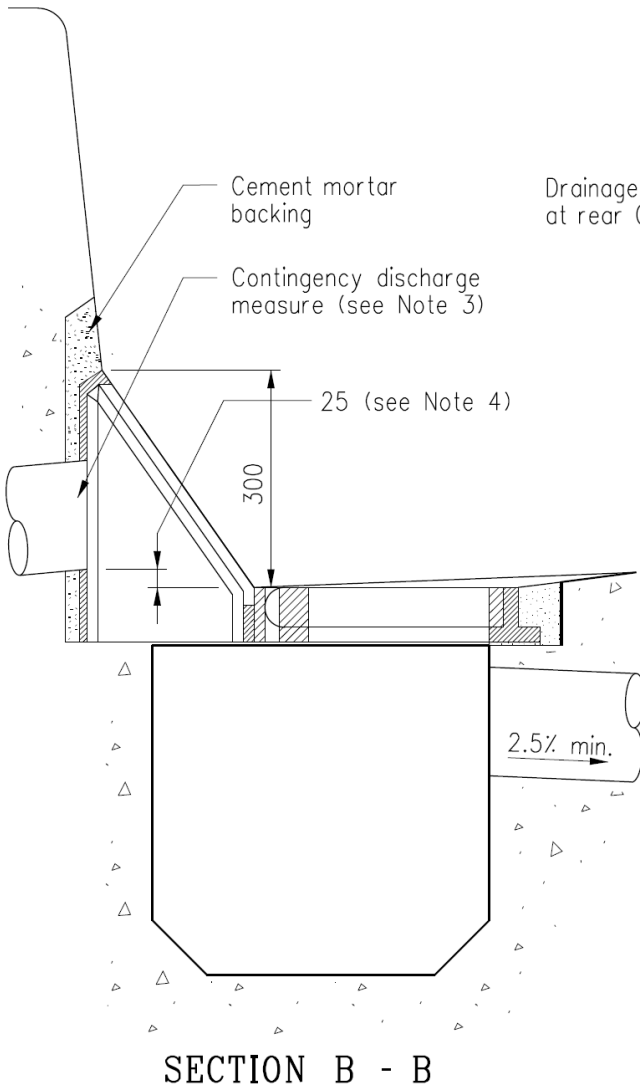 Cement mortar
backing
Drainage
at rear (
Contingency discharge
measure (see Note 3)
25 (see Note 4)
300
2.5% min.
SECTION B - B